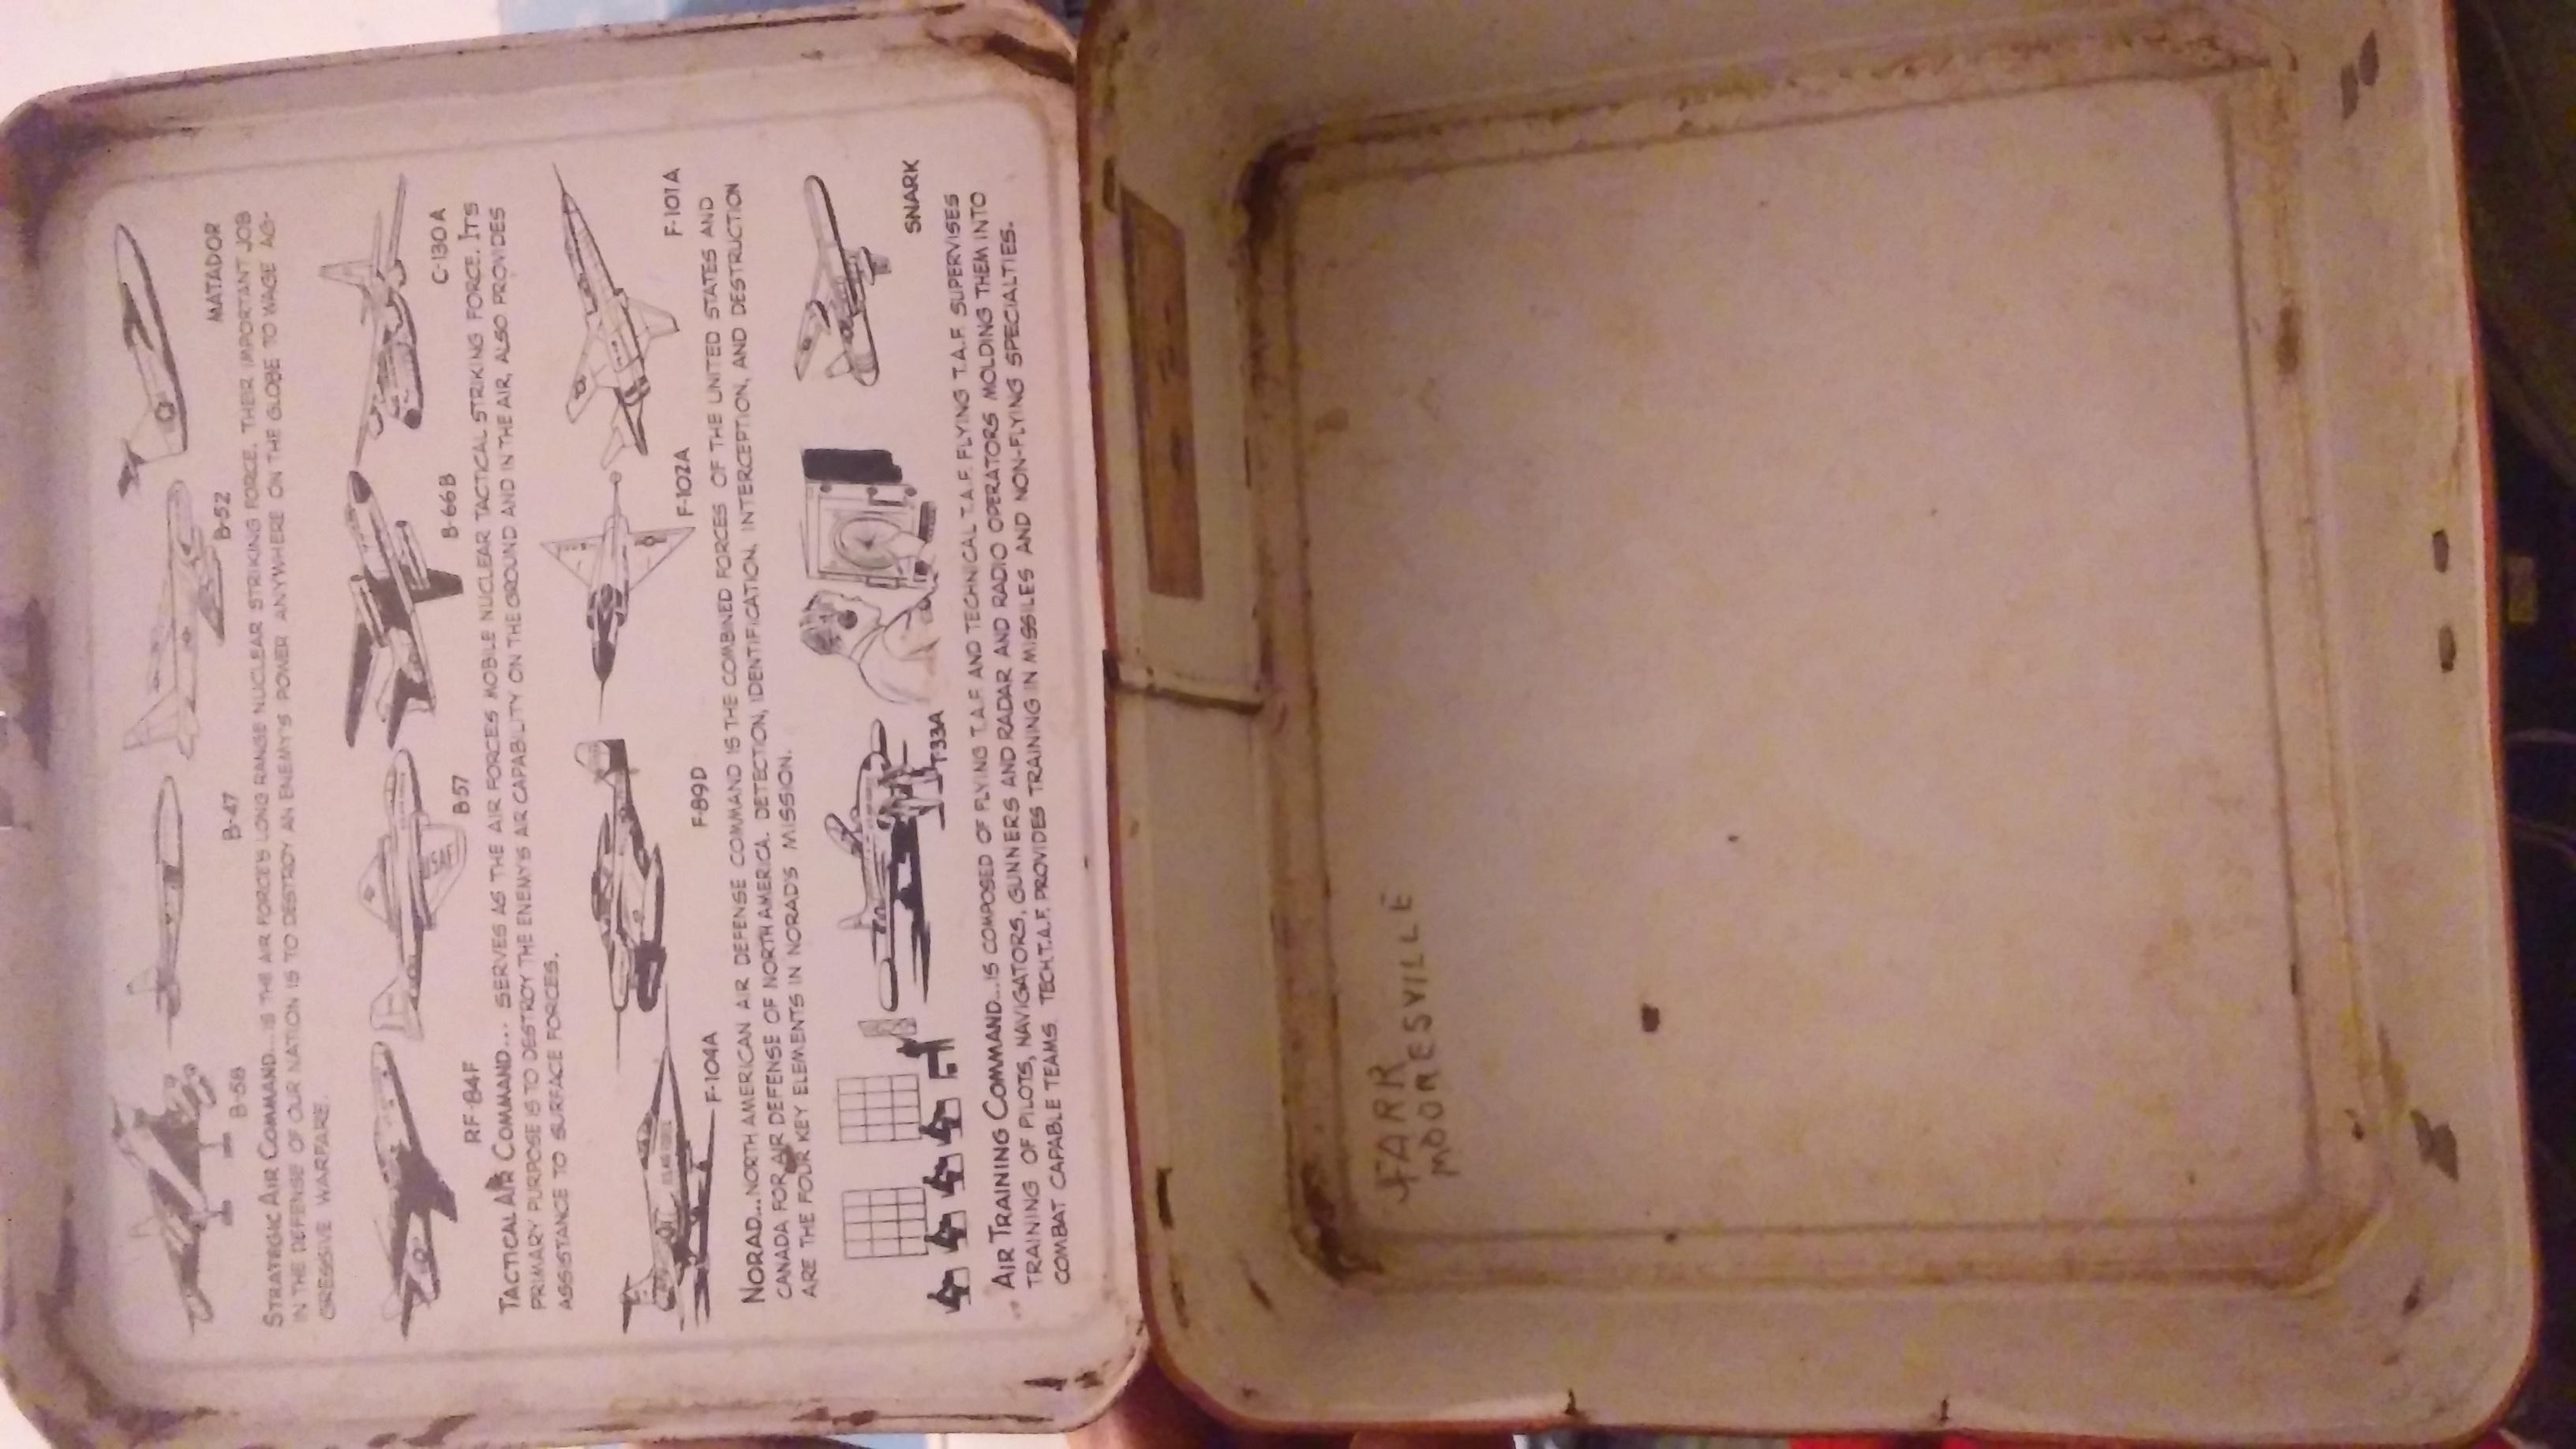 B-58 B-47 B-52 MATADOR
STRATEGIC AIR COMMAND...IS THE AIR FORCE'S LONG RANGE NUCLEAR STRIKING FORCE. THEIR IMPORTANT JOB
IN THE DEFENSE OF OUR NATION IS TO DESTROY AN ENEMY'S POWER ANYWHERE ON THE GLOBE TO WAGE AG-
GRESSIVE WARFARE.
RF-84F B57 B-66B C-130A
TACTICAL AIR COMMAND... SERVES AS THE AIR FORCES MOBILE NUCLEAR TACTICAL STRIKING FORCE. ITS
PRIMARY PURPOSE IS TO DESTROY THE ENEMY'S AIR CAPABILITY ON THE GROUND AND IN THE AIR, ALSO PROVIDES
ASSISTANCE TO SURFACE FORCES.
F-104A F-89D F-102A F-101A
NORAD...NORTH AMERICAN AIR DEFENSE COMMAND IS THE COMBINED FORCES OF THE UNITED STATES AND
CANADA FOR AIR DEFENSE OF NORTH AMERICA. DETECTION, IDENTIFICATION, INTERCEPTION, AND DESTRUCTION
ARE THE FOUR KEY ELEMENTS IN NORAD'S MISSION.
T-33A SNARK
AIR TRAINING COMMAND...IS COMPOSED OF FLYING T.A.F. AND TECHNICAL T.A.F. FLYING T.A.F. SUPERVISES
TRAINING OF PILOTS, NAVIGATORS, GUNNERS AND RADAR AND RADIO OPERATORS MOLDING THEM INTO
COMBAT CAPABLE TEAMS. TECH.T.A.F. PROVIDES TRAINING IN MISSILES AND NON-FLYING SPECIALTIES.
FARR
MOORESVILLE